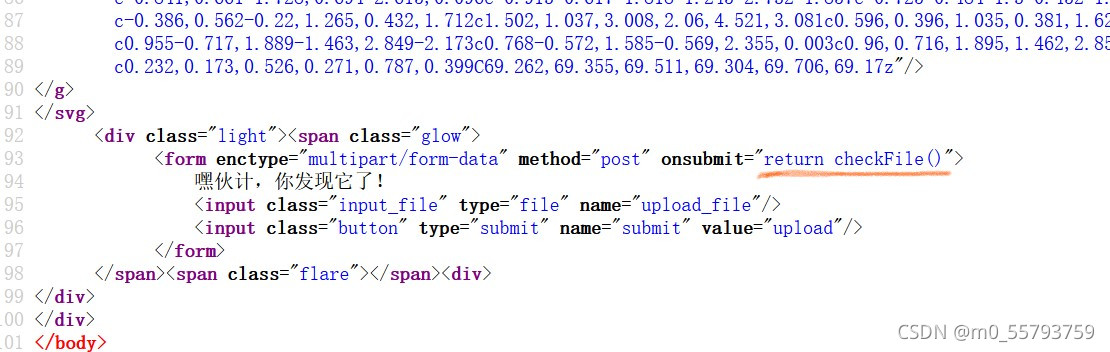 87 c-0.386,0.562-0.22,1.265,0.432,1.712c1.502,1.037,3.008,2.06,4.521,3.081c0.596,0.396,1.035,0.381,1.62
88 c0.955-0.717,1.889-1.463,2.849-2.173c0.768-0.572,1.585-0.569,2.355,0.003c0.96,0.716,1.895,1.462,2.85
89 c0.232,0.173,0.526,0.271,0.787,0.399C69.262,69.355,69.511,69.304,69.706,69.17z"/>
90 </g>
91 </svg>
92 <div class="light"><span class="glow">
93 <form enctype="multipart/form-data" method="post" onsubmit="return checkFile()">
94 嘿伙计，你发现它了！
95 <input class="input_file" type="file" name="upload_file"/>
96 <input class="button" type="submit" name="submit" value="upload"/>
97 </form>
98 </span><span class="flare"></span><div>
99 </div>
100 </div>
101 </body>
CSDN @m0_55793759